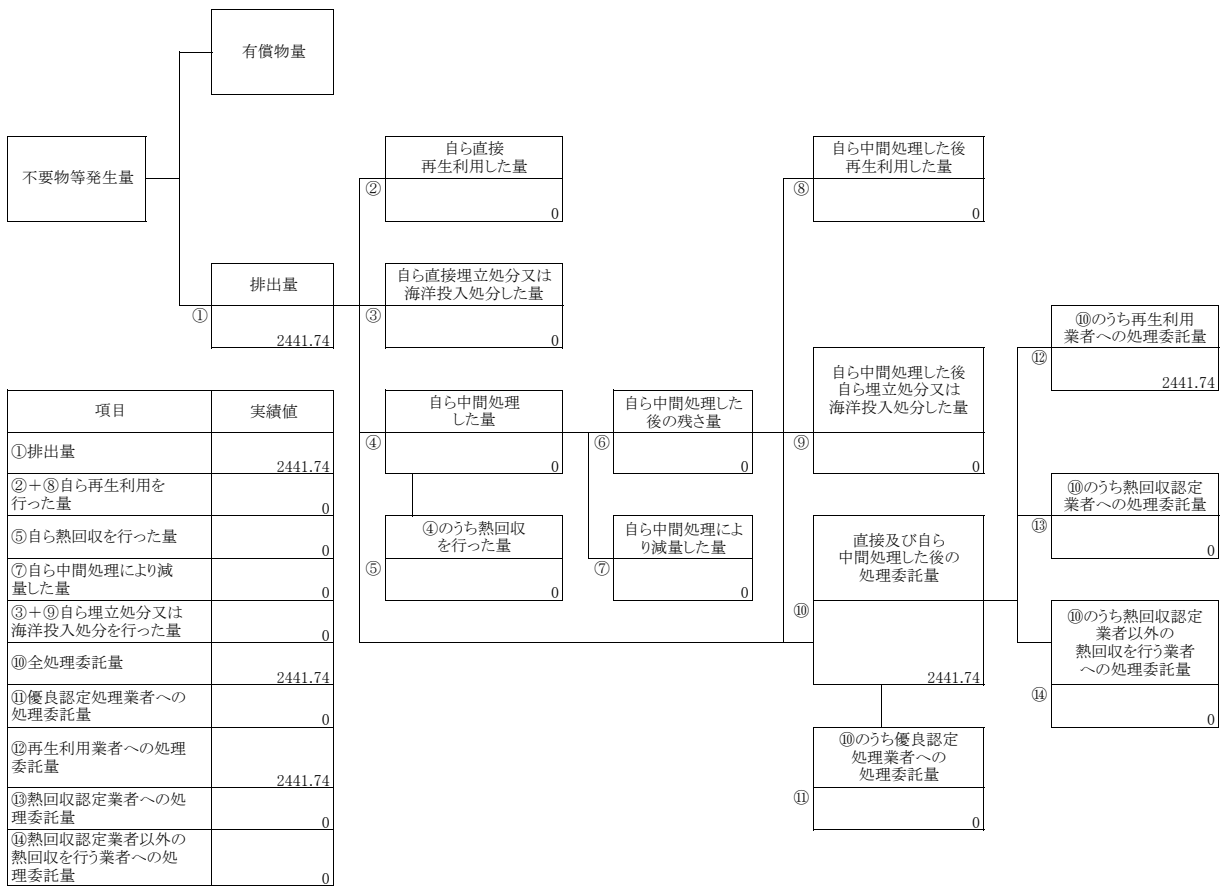 有償物量
不要物等発生量
排出量
①
2441.74
自ら直接
再生利用した量
②
0
自ら直接埋立処分又は
海洋投入処分した量
③
0
自ら中間処理
した量
④
0
④のうち熱回収
を行った量
⑤
0
自ら中間処理した
後の残さ量
⑥
0
自ら中間処理によ
り減量した量
⑦
0
自ら中間処理した後
再生利用した量
⑧
0
自ら中間処理した後
自ら埋立処分又は
海洋投入処分した量
⑨
0
直接及び自ら
中間処理した後の
処理委託量
⑩
2441.74
⑩のうち優良認定
処理業者への
処理委託量
⑪
0
⑩のうち再生利用
業者への処理委託量
⑫
2441.74
⑩のうち熱回収認定
業者への処理委託量
⑬
0
⑩のうち熱回収認定
業者以外の
熱回収を行う業者
への処理委託量
⑭
0
項目 実績値
①排出量
2441.74
②＋⑧自ら再生利用を
行った量
0
⑤自ら熱回収を行った量
0
⑦自ら中間処理により減
量した量
0
③＋⑨自ら埋立処分又は
海洋投入処分を行った量
0
⑩全処理委託量
2441.74
⑪優良認定処理業者への
処理委託量
0
⑫再生利用業者への処理
委託量
2441.74
⑬熱回収認定業者への処
理委託量
0
⑭熱回収認定業者以外の
熱回収を行う業者への処
理委託量
0